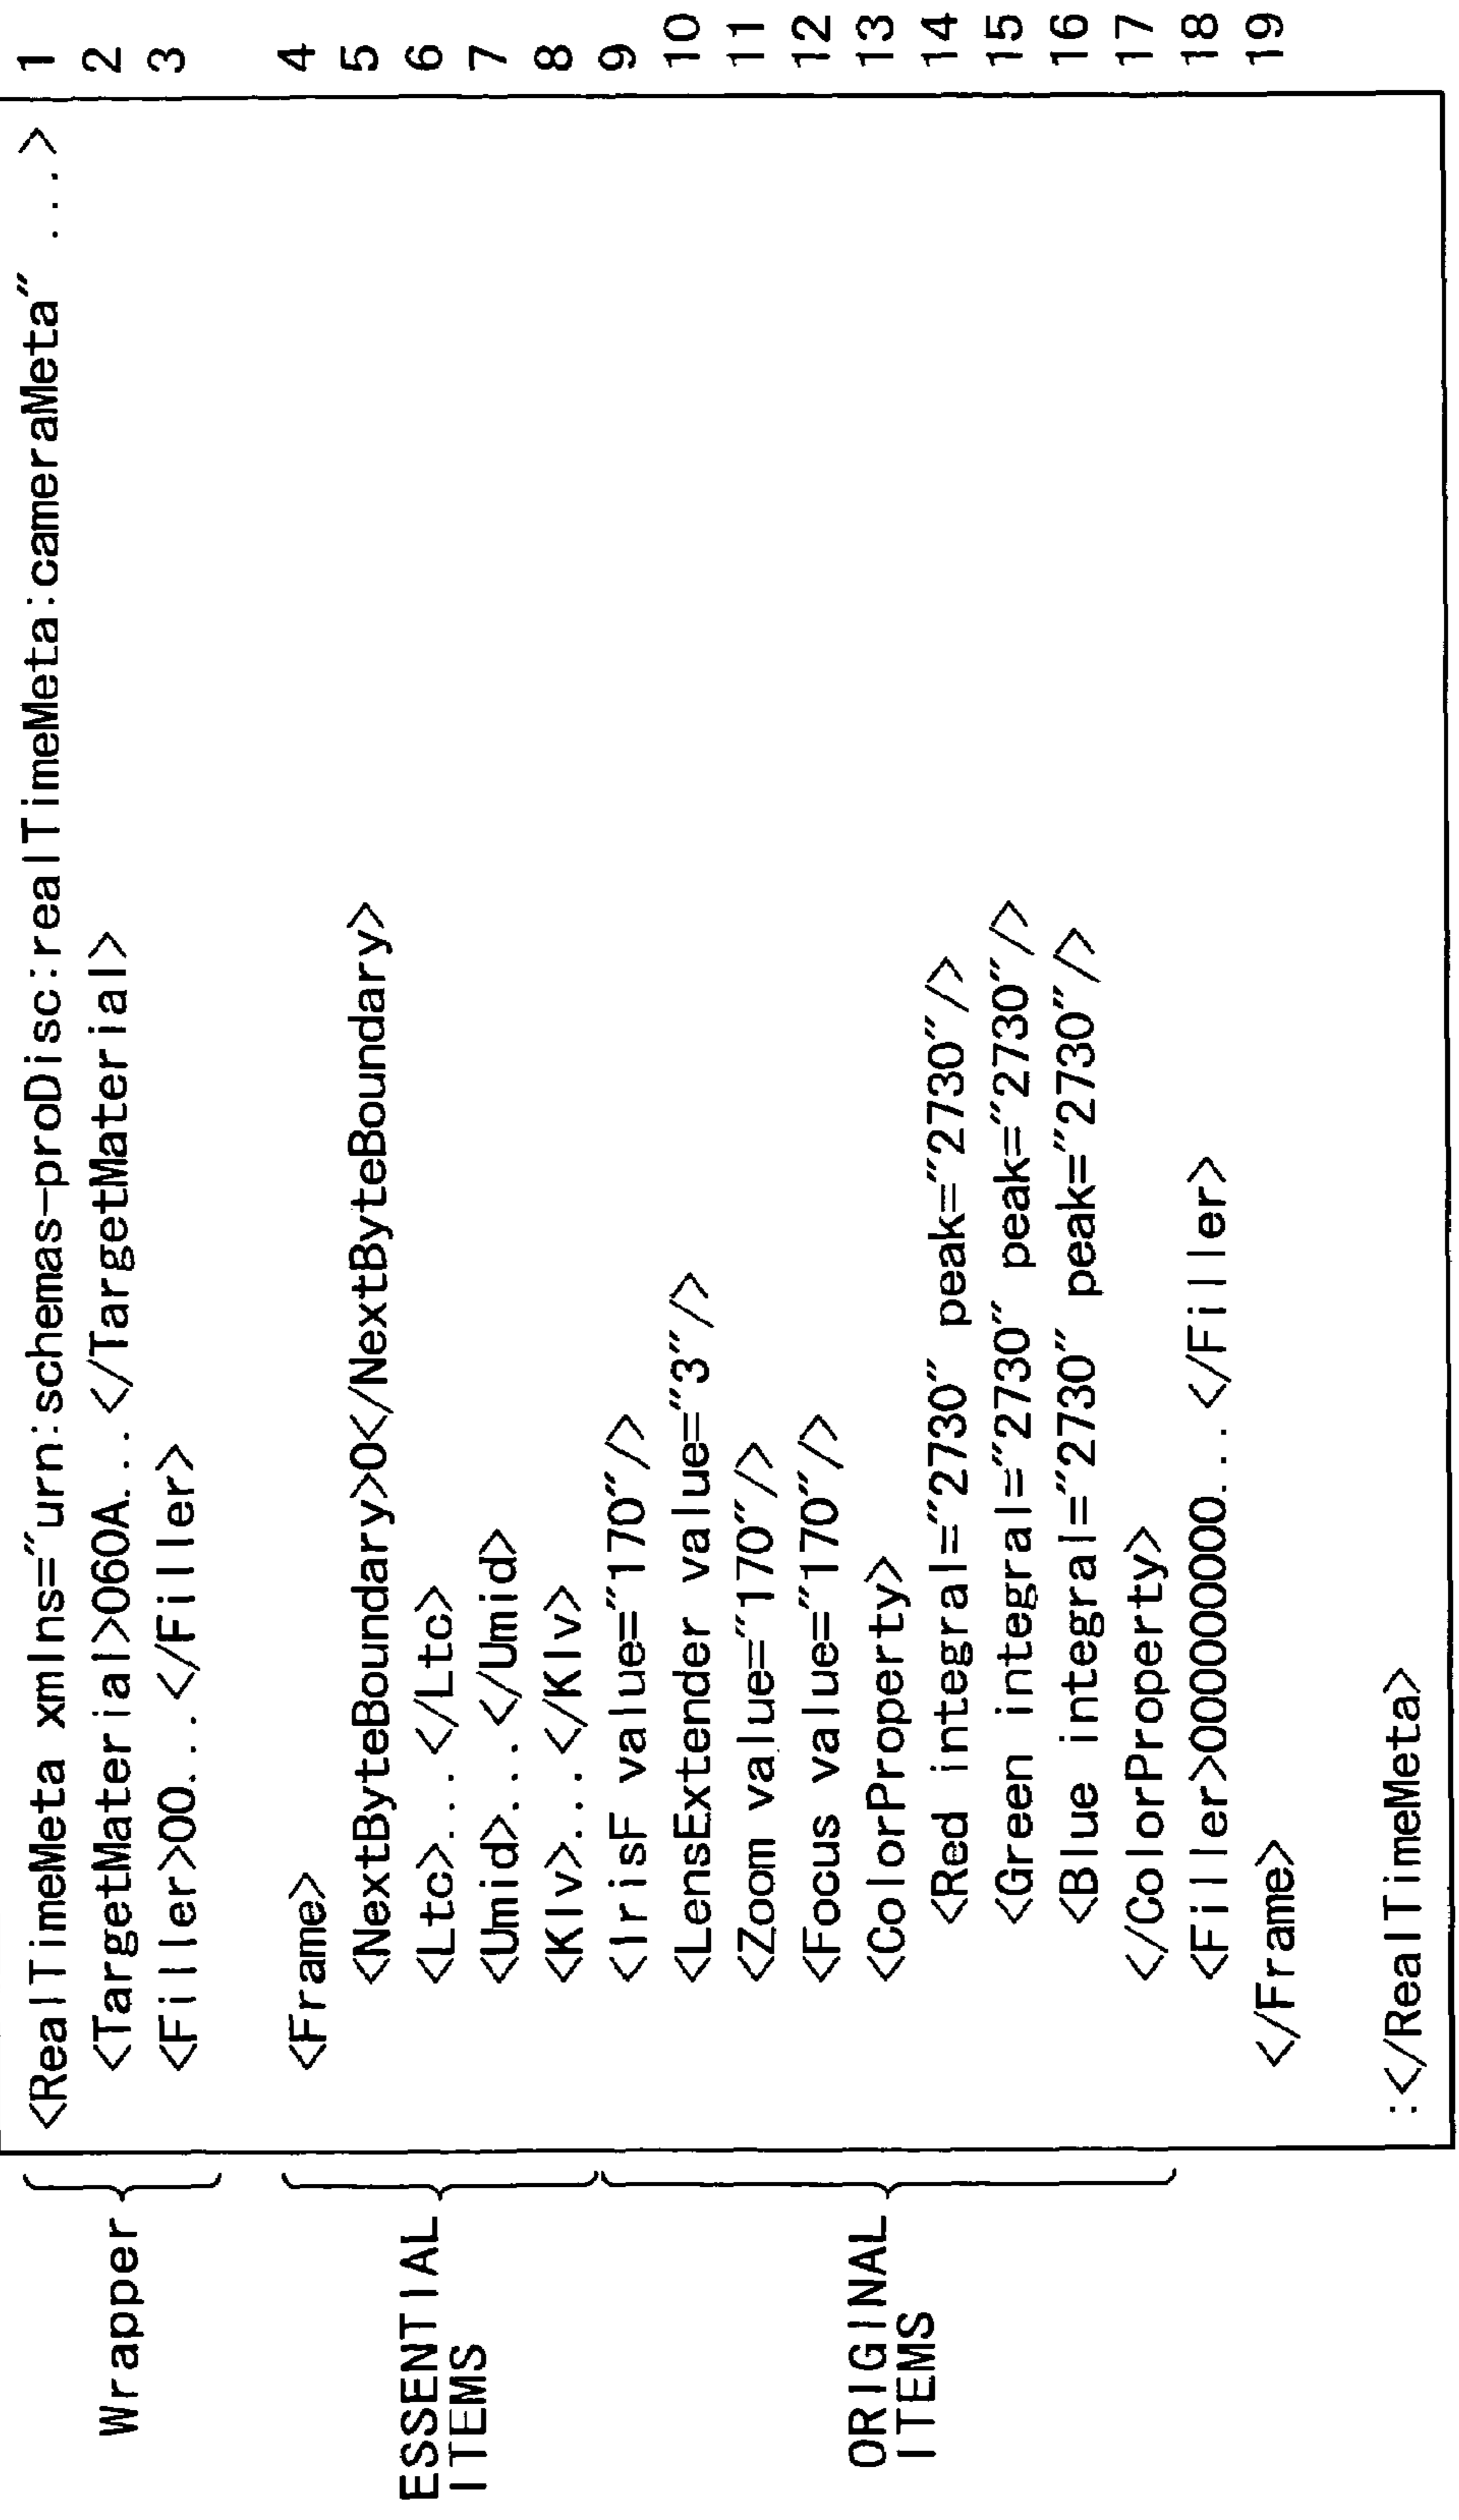 <RealTimeMeta xmlns="urn:schemas-proDisc:realTimeMeta:cameraMeta" ...> 1
<TargetMaterial>060A..</TargetMaterial> 2
<Filler>00...</Filler> 3
Wrapper
<Frame> 4
<NextByteBoundary>0</NextByteBoundary> 5
<Ltc>..</Ltc> 6
<Umid>..</Umid> 7
<Klv>..</Klv> 8
ESSENTIAL
ITEMS
<IrisF value="170"/> 9
<LensExtender value="3"/> 10
<Zoom value="170"/> 11
<Focus value="170"/> 12
<ColorProperty> 13
<Red integral="2730" peak="2730"/> 14
<Green integral="2730" peak="2730"/> 15
<Blue integral="2730" peak="2730"/> 16
</ColorProperty> 17
ORIGINAL
ITEMS
<Filler>00000000...</Filler> 18
</Frame> 19
:</RealTimeMeta>